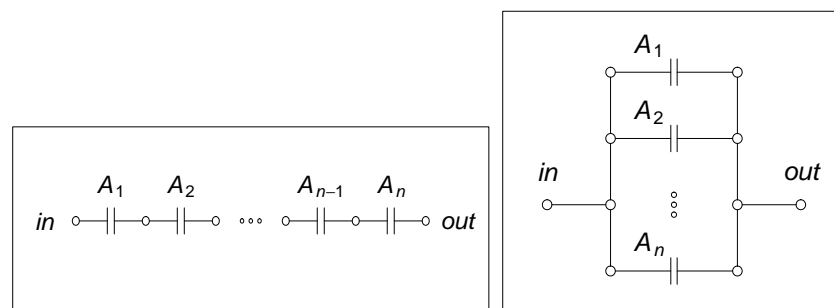 A1 A2 An–1 An
in out
A1
A2
in out
An